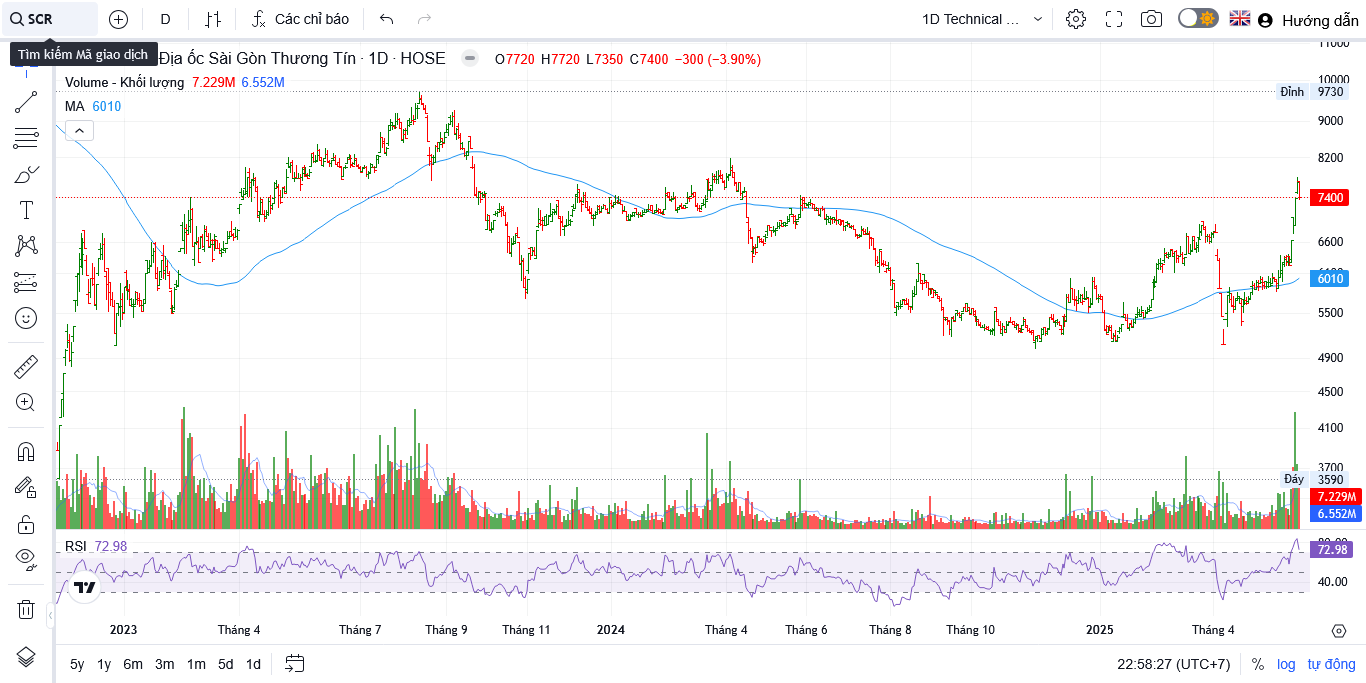 SCR
D
Các chỉ báo
1D Technical ...
Hướng dẫn
Tìm kiếm Mã giao dịch
Địa ốc Sài Gòn Thương Tín · 1D · HOSE
O7720 H7720 L7350 C7400 −300 (−3.90%)
Volume - Khối lượng 7.229M 6.552M
MA 6010
11000
10000
Đỉnh 9730
9000
8200
7400
6600
6100
6010
5500
4900
4500
4100
3700
Đáy 3590
7.229M
6.552M
RSI 72.98
80.00
72.98
40.00
2023 Tháng 4 Tháng 7 Tháng 9 Tháng 11 2024 Tháng 4 Tháng 6 Tháng 8 Tháng 10 2025 Tháng 4
5y 1y 6m 3m 1m 5d 1d
22:58:27 (UTC+7) % log tự động